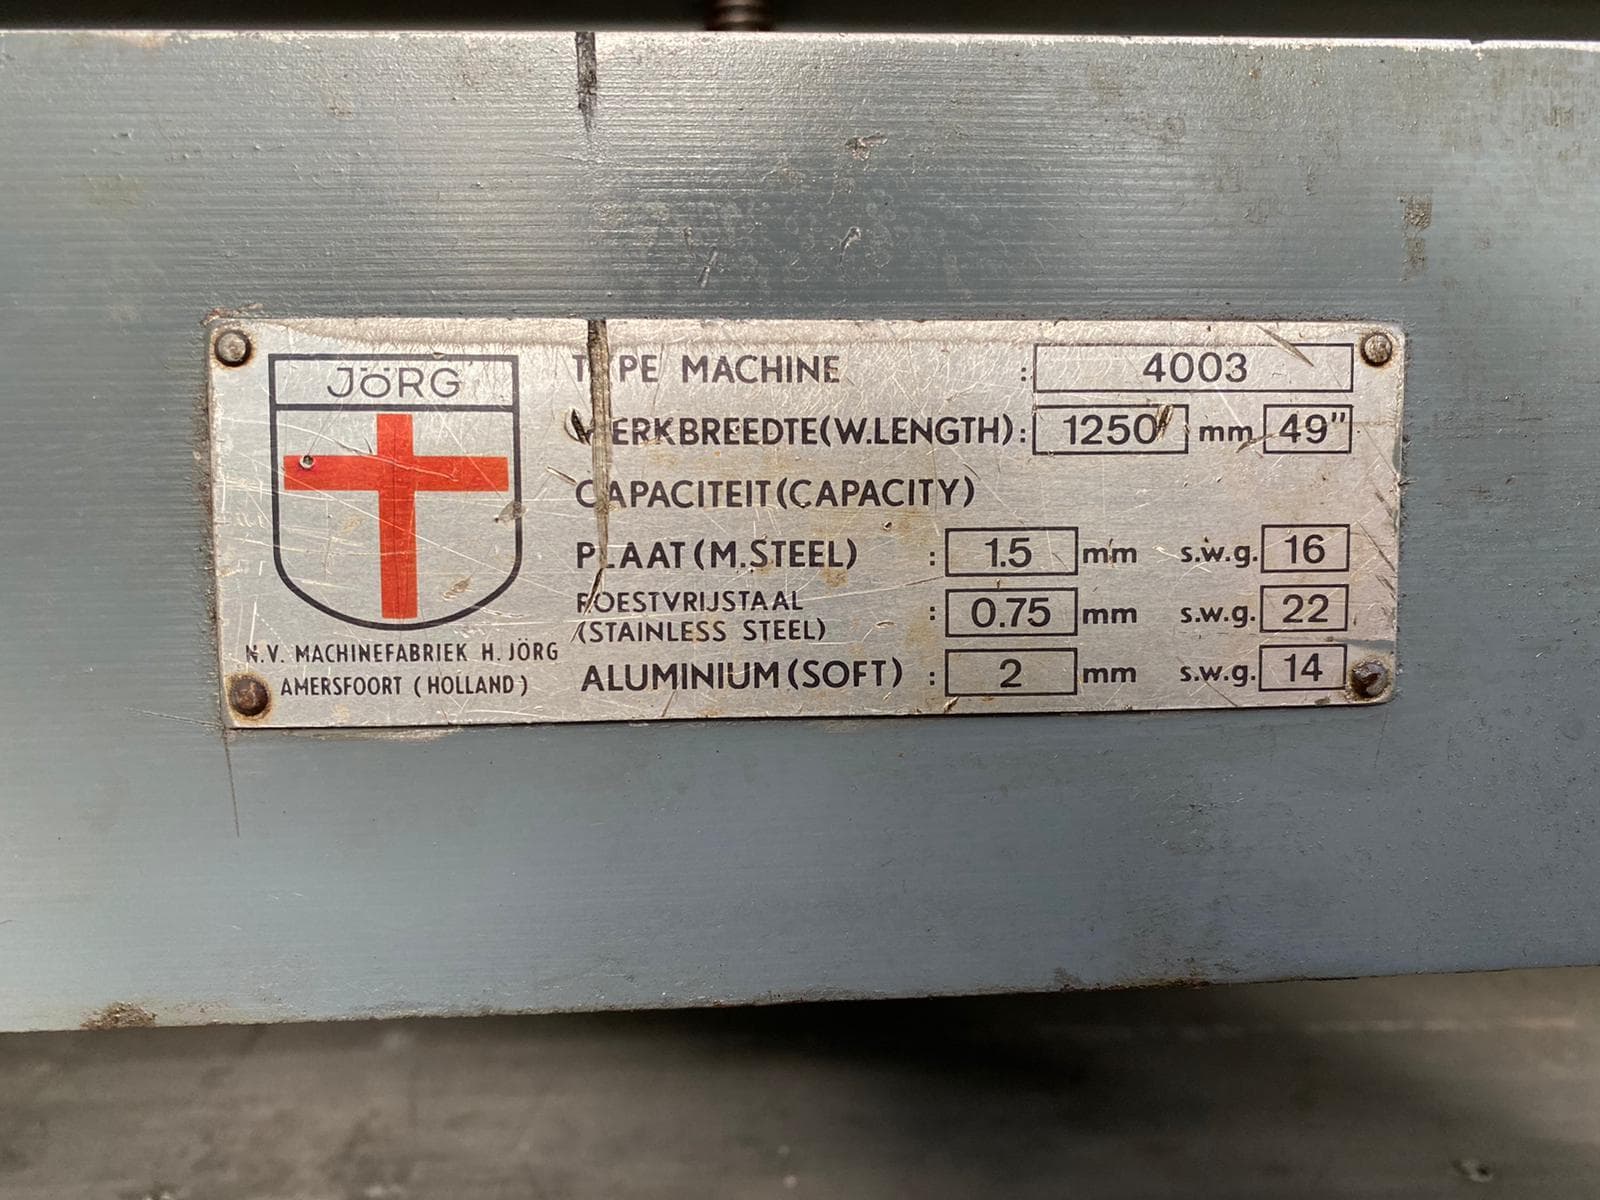 JÖRG
N.V. MACHINEFABRIEK H. JÖRG
AMERSFOORT (HOLLAND)
TYPE MACHINE : 4003
WERKBREEDTE (W.LENGTH) : 1250 mm 49"
CAPACITEIT (CAPACITY)
PLAAT (M. STEEL) : 1.5 mm s.w.g. 16
ROESTVRIJSTAAL : 0.75 mm s.w.g. 22
(STAINLESS STEEL)
ALUMINIUM (SOFT) : 2 mm s.w.g. 14